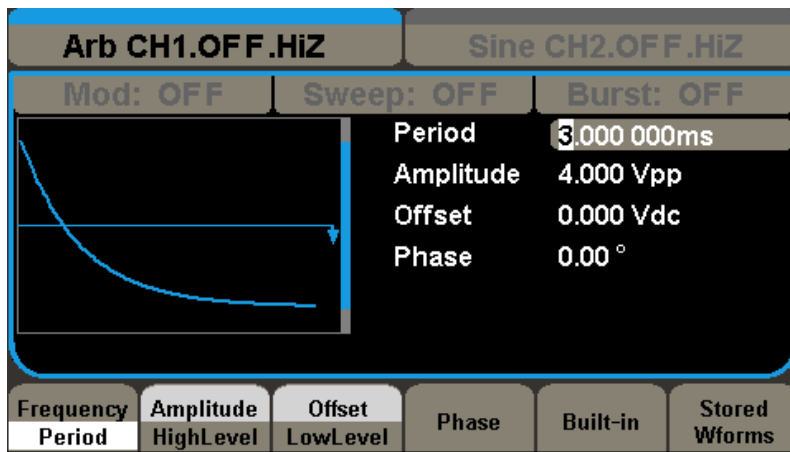 Arb CH1.OFF.HiZ
Sine CH2.OFF.HiZ
Mod: OFF
Sweep: OFF
Burst: OFF
Period 3.000 000ms
Amplitude 4.000 Vpp
Offset 0.000 Vdc
Phase 0.00 °
Frequency
Period
Amplitude
HighLevel
Offset
LowLevel
Phase
Built-in
Stored
Wforms